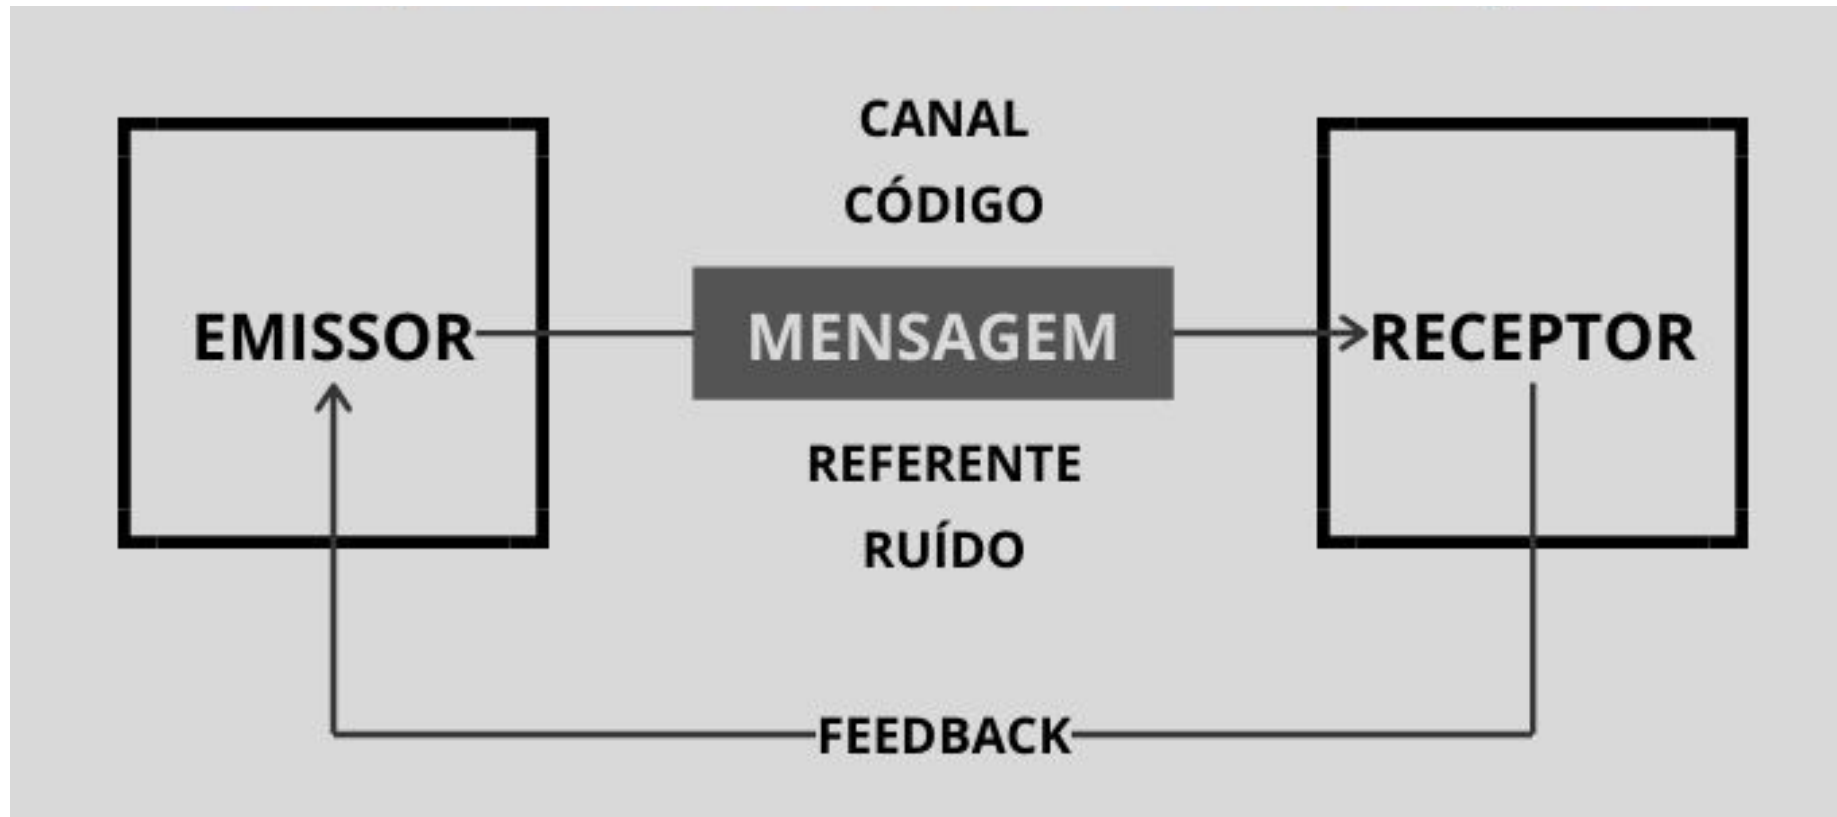 CANAL
CÓDIGO
EMISSOR
MENSAGEM
RECEPTOR
REFERENTE
RUÍDO
FEEDBACK